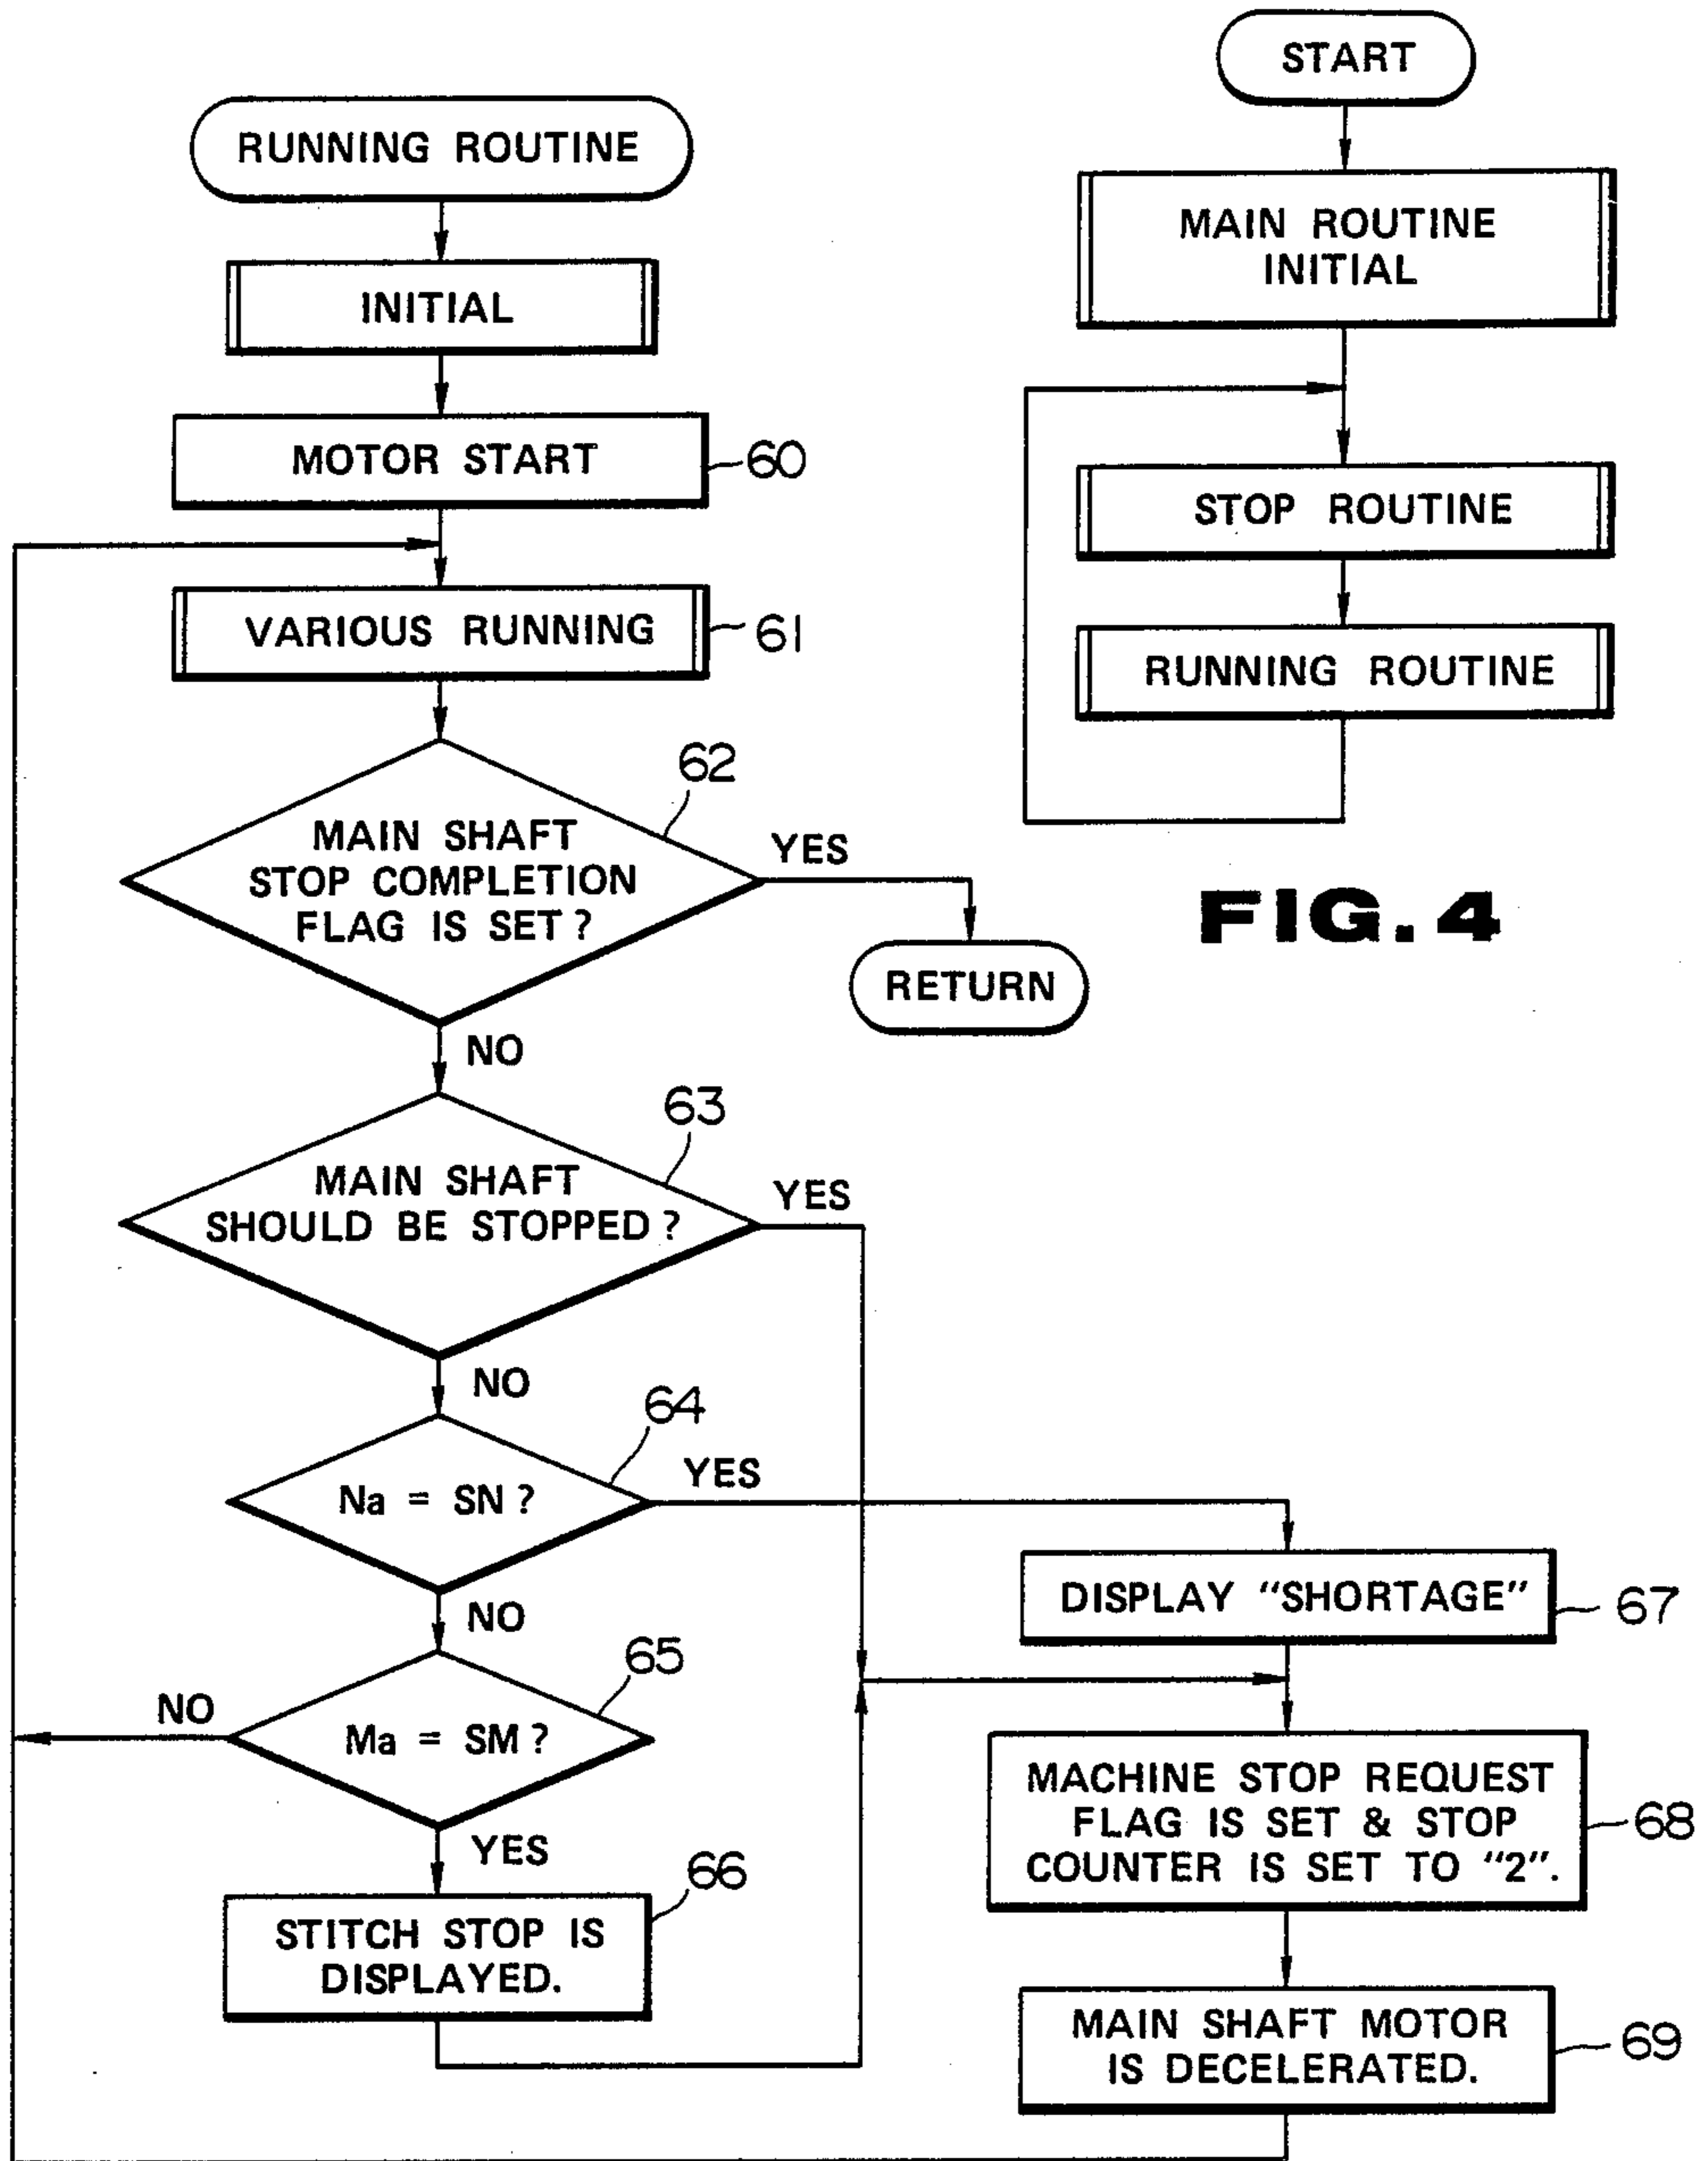 RUNNING ROUTINE
INITIAL
MOTOR START
60
VARIOUS RUNNING
61
62
MAIN SHAFT
STOP COMPLETION
FLAG IS SET?
YES
RETURN
NO
63
MAIN SHAFT
SHOULD BE STOPPED?
YES
NO
64
Na = SN?
YES
NO
65
Ma = SM?
NO
YES
66
STITCH STOP IS
DISPLAYED.
DISPLAY "SHORTAGE"
67
MACHINE STOP REQUEST
FLAG IS SET & STOP
COUNTER IS SET TO "2".
68
MAIN SHAFT MOTOR
IS DECELERATED.
69
START
MAIN ROUTINE
INITIAL
STOP ROUTINE
RUNNING ROUTINE
FIG. 4